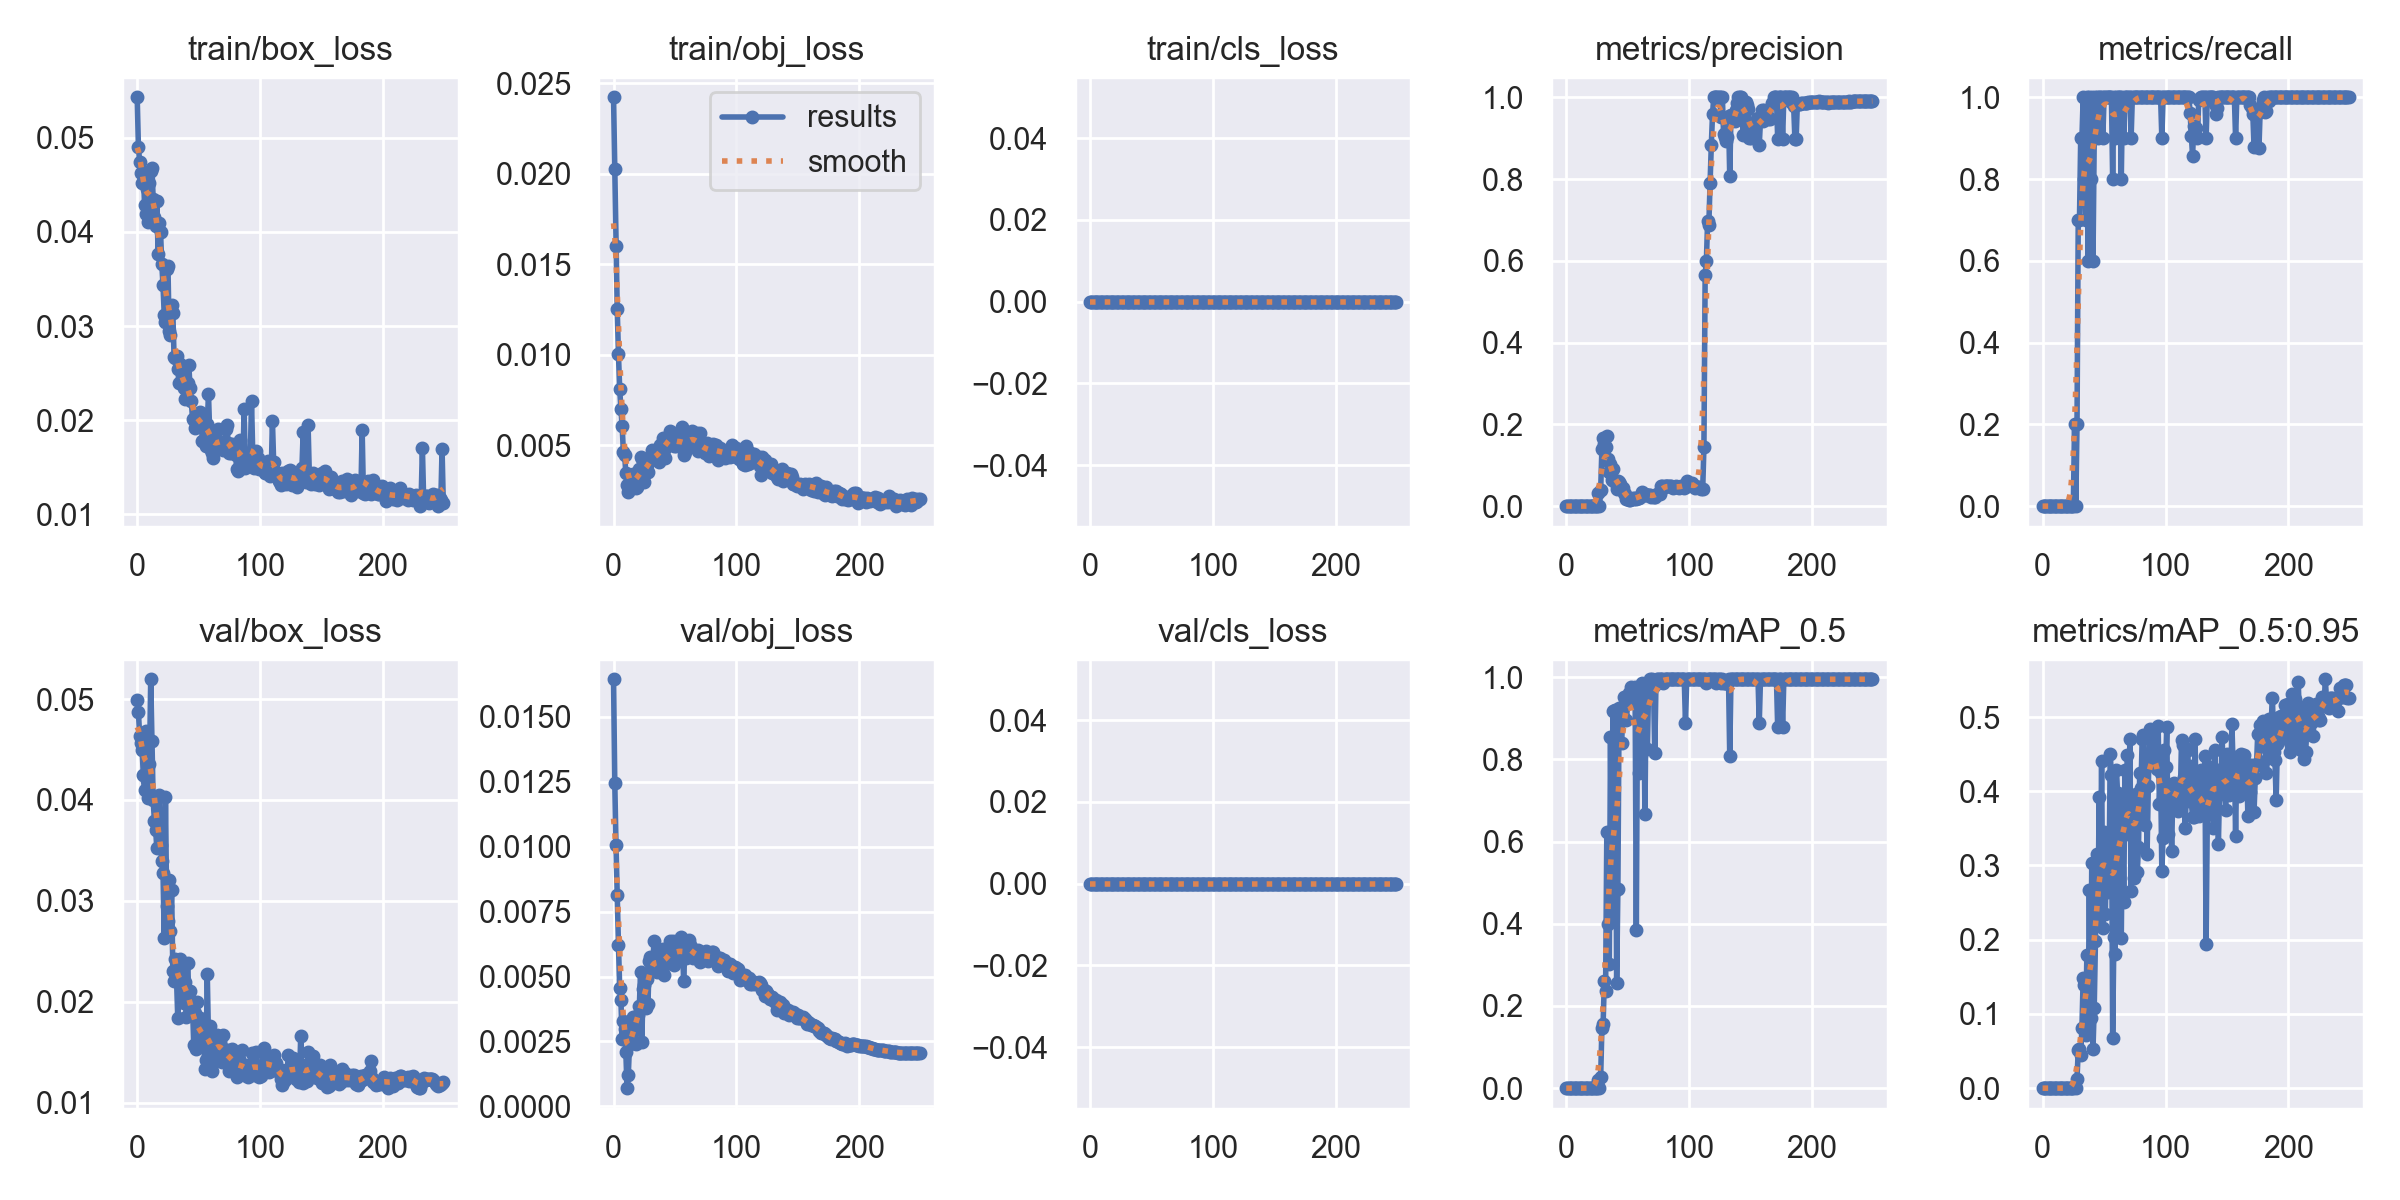 train/box_loss
0.05
0.04
0.03
0.02
0.01
0 100 200
train/obj_loss
results
smooth
0.025
0.020
0.015
0.010
0.005
0 100 200
train/cls_loss
0.04
0.02
0.00
−0.02
−0.04
0 100 200
metrics/precision
1.0
0.8
0.6
0.4
0.2
0.0
0 100 200
metrics/recall
1.0
0.8
0.6
0.4
0.2
0.0
0 100 200
val/box_loss
0.05
0.04
0.03
0.02
0.01
0 100 200
val/obj_loss
0.0150
0.0125
0.0100
0.0075
0.0050
0.0025
0.0000
0 100 200
val/cls_loss
0.04
0.02
0.00
−0.02
−0.04
0 100 200
metrics/mAP_0.5
1.0
0.8
0.6
0.4
0.2
0.0
0 100 200
metrics/mAP_0.5:0.95
0.5
0.4
0.3
0.2
0.1
0.0
0 100 200